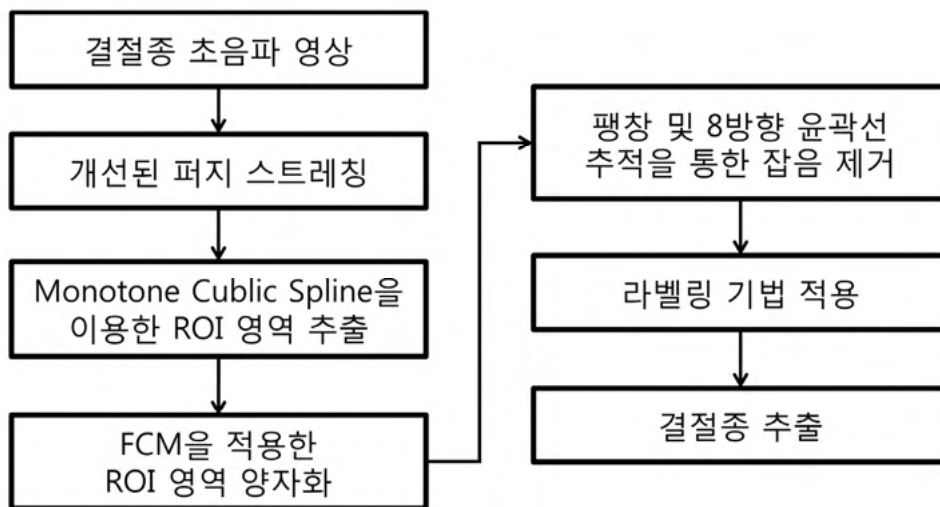 결절종 초음파 영상
개선된 퍼지 스트레칭
Monotone Cublic Spline을
이용한 ROI 영역 추출
FCM을 적용한
ROI 영역 양자화
팽창 및 8방향 윤곽선
추적을 통한 잡음 제거
라벨링 기법 적용
결절종 추출